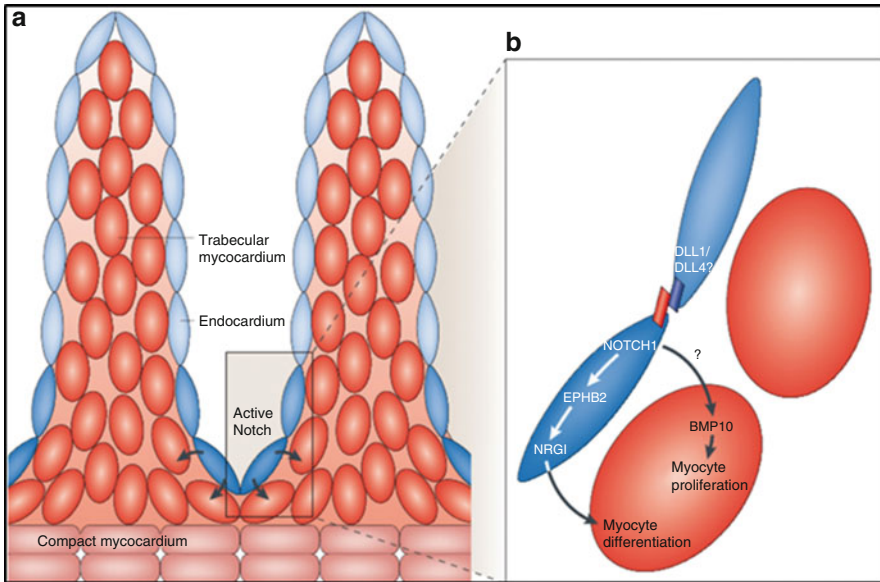 a
Trabecular
mycocardium
Endocardium
Active
Notch
Compact mycocardium
b
DLL1/
DLL4?
NOTCH1
?
EPHB2
BMP10
NRGI
Myocyte
proliferation
Myocyte
differentiation